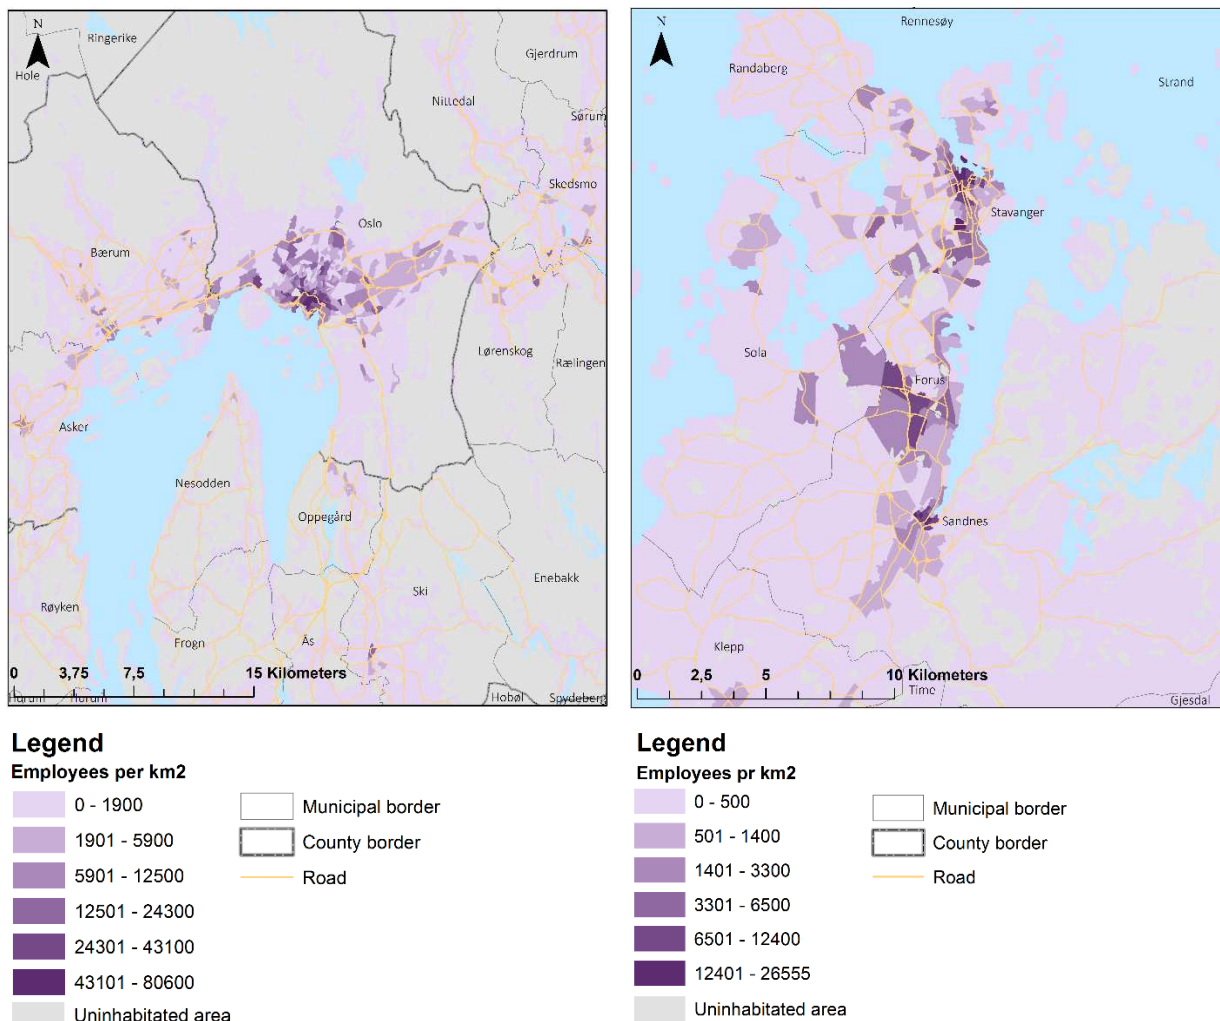 N
Ringerike
Hole
Gjerdrum
Nittedal
Sørum
Skedsmo
Oslo
Bærum
Lørenskog
Rælingen
Asker
Nesodden
Oppegård
Enebakk
Ski
Røyken
Frogn
Ås
0 3,75 7,5 15 Kilometers
Hurum Hurum Hobøl Spydeberg
Legend
Employees per km2
0 - 1900
1901 - 5900
5901 - 12500
12501 - 24300
24301 - 43100
43101 - 80600
Uninhabitated area
Municipal border
County border
Road
N
Rennesøy
Randaberg
Strand
Stavanger
Sola
Forus
Sandnes
Klepp
0 2,5 5 10 Kilometers
Time
Gjesdal
Legend
Employees pr km2
0 - 500
501 - 1400
1401 - 3300
3301 - 6500
6501 - 12400
12401 - 26555
Uninhabitated area
Municipal border
County border
Road